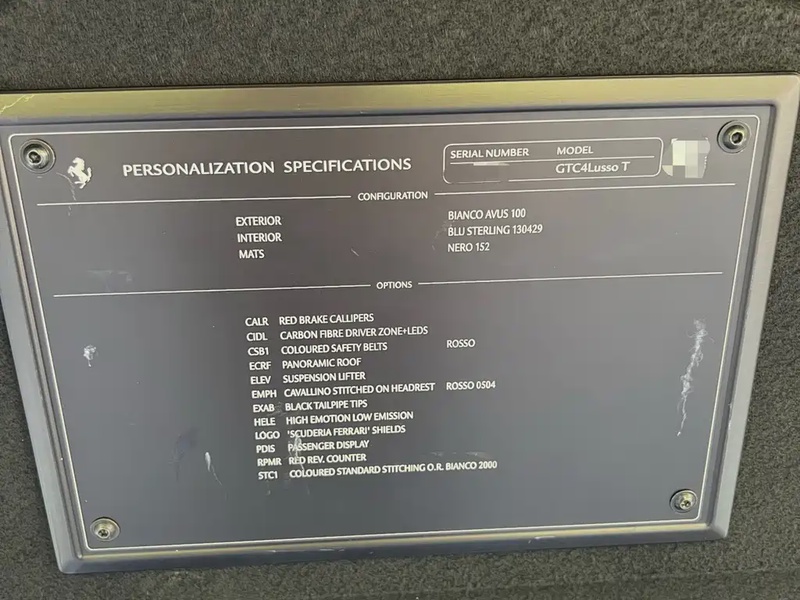 PERSONALIZATION SPECIFICATIONS
SERIAL NUMBER MODEL
GTC4Lusso T
CONFIGURATION
EXTERIOR BIANCO AVUS 100
INTERIOR BLU STERLING 130429
MATS NERO 152
OPTIONS
CALR RED BRAKE CALLIPERS
CIDL CARBON FIBRE DRIVER ZONE+LEDS
CSB1 COLOURED SAFETY BELTS ROSSO
ECRF PANORAMIC ROOF
ELEV SUSPENSION LIFTER
EMPH CAVALLINO STITCHED ON HEADREST ROSSO 0504
EXAB BLACK TAILPIPE TIPS
HELE HIGH EMOTION LOW EMISSION
LOGO 'SCUDERIA FERRARI' SHIELDS
PDIS PASSENGER DISPLAY
RPMR RED REV. COUNTER
STC1 COLOURED STANDARD STITCHING O.R. BIANCO 2000